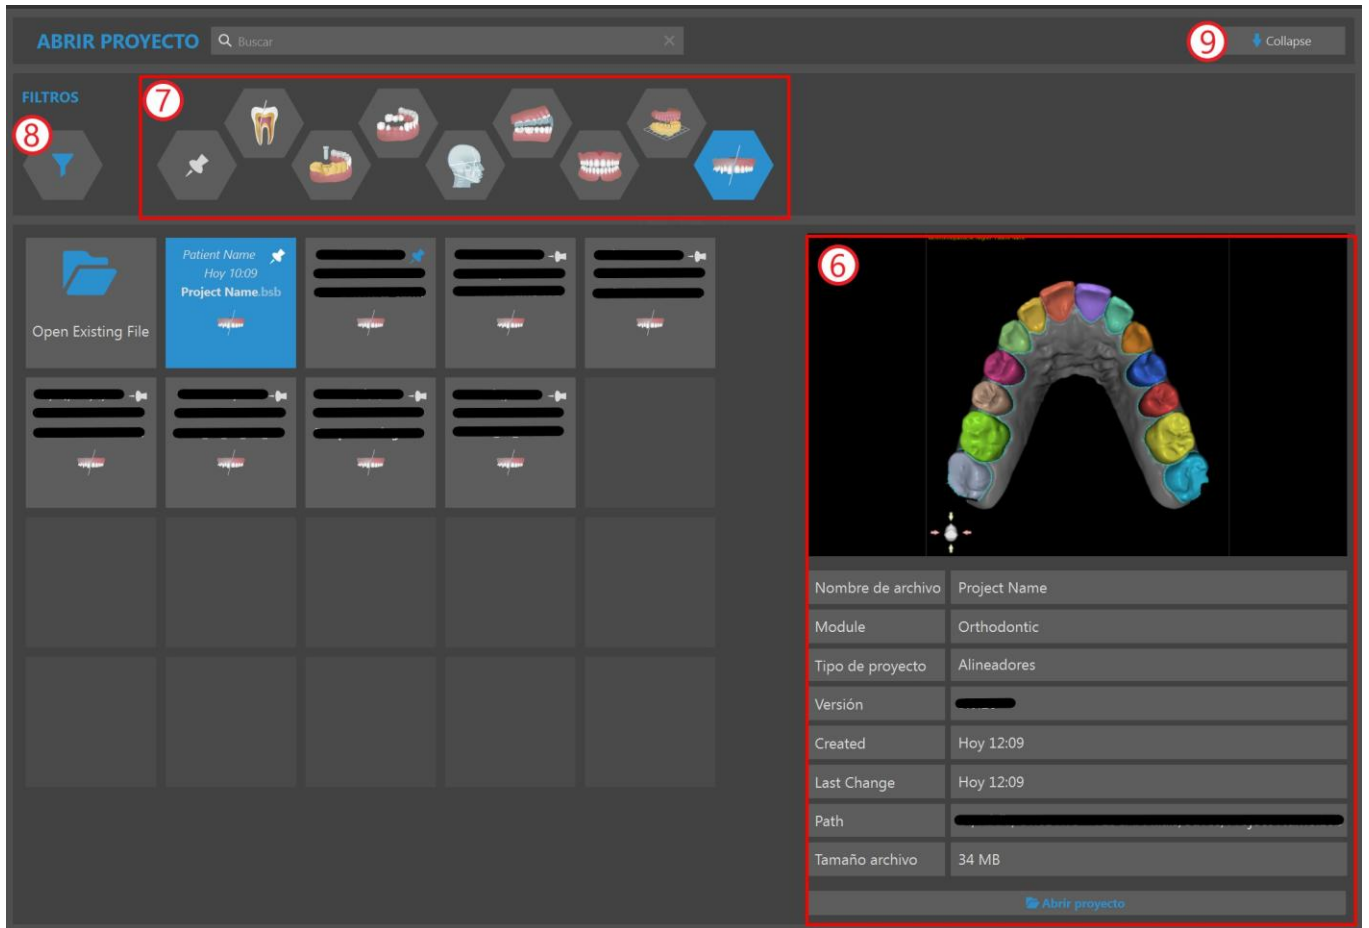 ABRIR PROYECTO
Buscar
9
Collapse
FILTROS
7
8
Open Existing File
Patient Name
Hoy 10:09
Project Name.bsb
6
Nombre de archivo Project Name
Module Orthodontic
Tipo de proyecto Alineadores
Versión
Created Hoy 12:09
Last Change Hoy 12:09
Path
Tamaño archivo 34 MB
Abrir proyecto